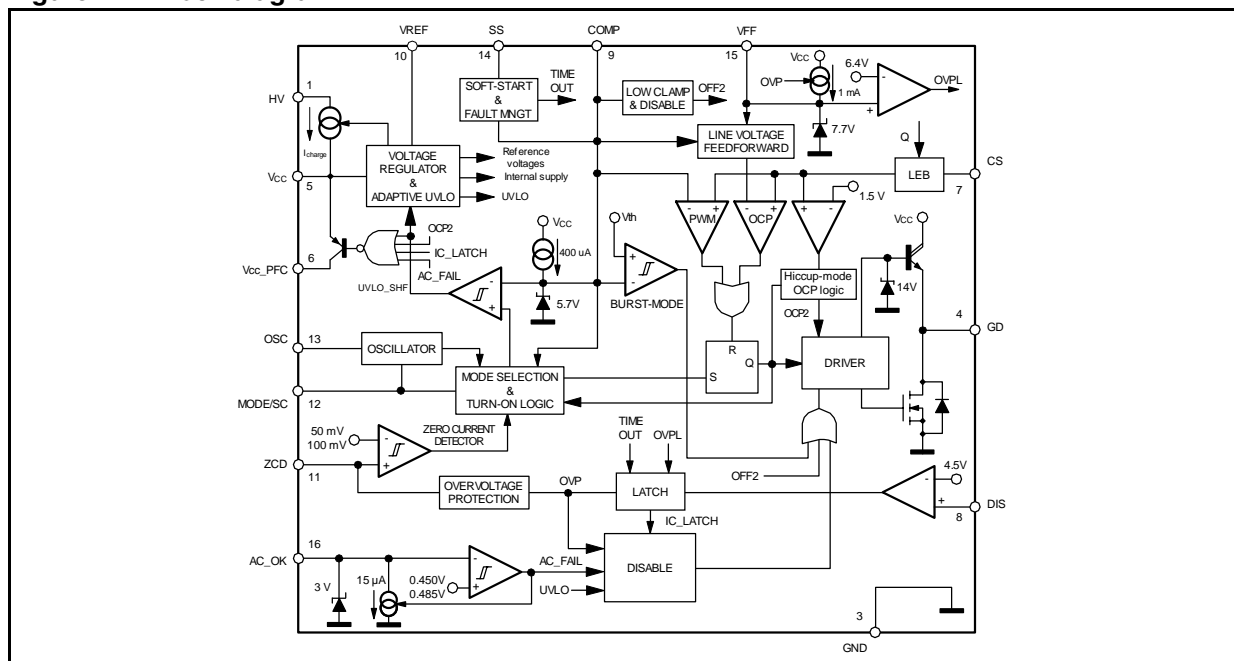 VREF
SS
COMP
VFF
10
14
9
15
VCC
6.4V
OVP
OVPL
1 mA
TIME
OUT
SOFT-START
&
FAULT MNGT
LOW CLAMP
& DISABLE
OFF2
1
HV
Icharge
7.7V
LINE VOLTAGE
FEEDFORWARD
Q
VOLTAGE
REGULATOR
&
ADAPTIVE UVLO
Reference
voltages
Internal supply
UVLO
LEB
CS
7
VCC
5
1.5 V
PWM
OCP
Vth
VCC
VCC
400 uA
OCP2
IC_LATCH
AC_FAIL
6
VCC_PFC
UVLO_SHF
5.7V
BURST-MODE
Hiccup-mode
OCP logic
14V
OCP2
4
GD
OSC
13
OSCILLATOR
R
S
Q
DRIVER
MODE SELECTION
&
TURN-ON LOGIC
MODE/SC
12
50 mV
100 mV
ZERO CURRENT
DETECTOR
TIME
OUT
OVPL
ZCD
11
OFF2
4.5V
OVERVOLTAGE
PROTECTION
OVP
LATCH
DIS
8
IC_LATCH
16
AC_OK
AC_FAIL
DISABLE
3 V
15 µA
0.450V
0.485V
UVLO
3
GND